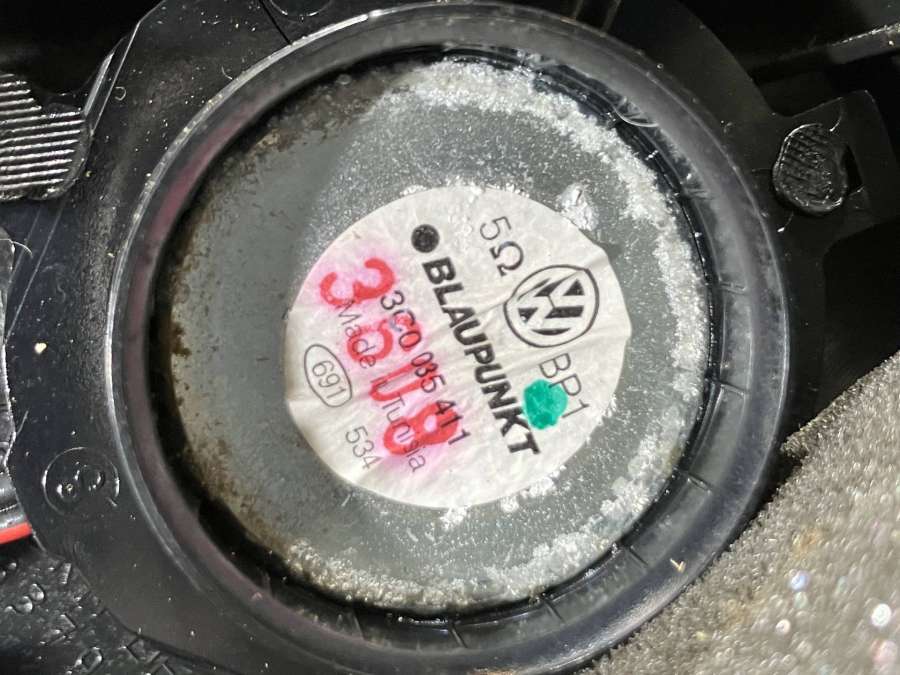 5Ω
BP1
BLAUPUNKT
3C0 035 411
Made in Tunisia
691
534